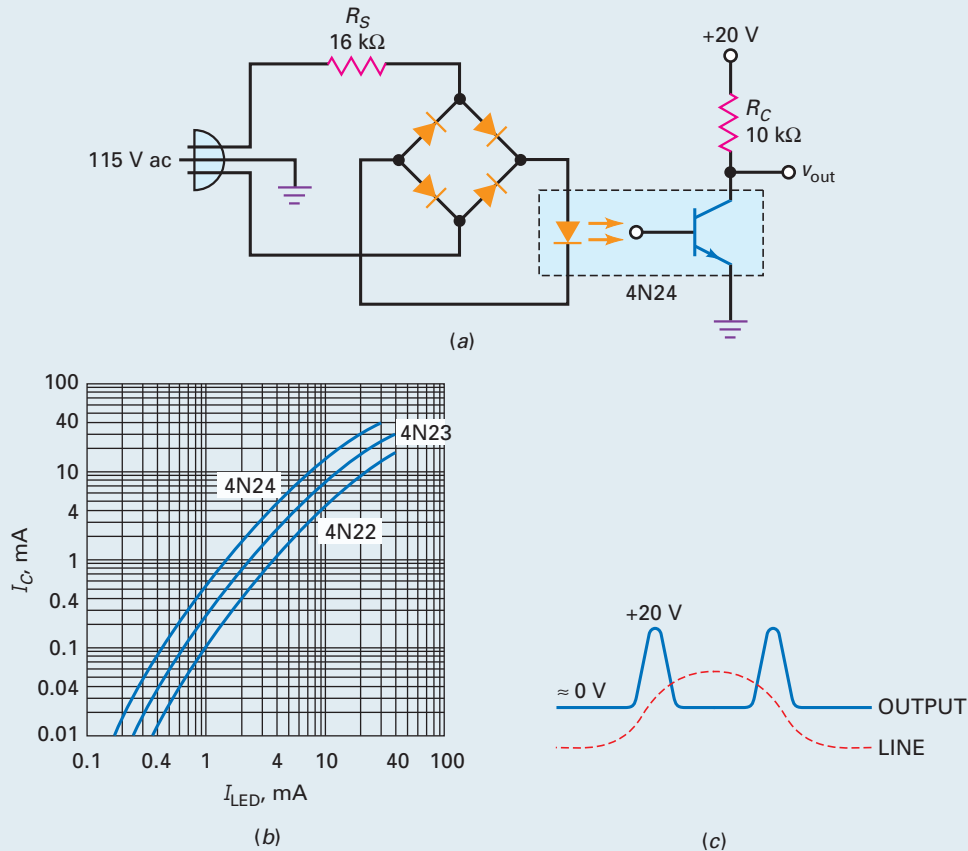 R_S
16 kΩ
+20 V
R_C
10 kΩ
115 V ac
v_out
4N24
(a)
100
40
10
4
1
0.4
0.1
0.04
0.01
I_C, mA
4N24
4N23
4N22
0.1
0.4
1
4
10
40
100
I_LED, mA
(b)
+20 V
≈ 0 V
OUTPUT
LINE
(c)